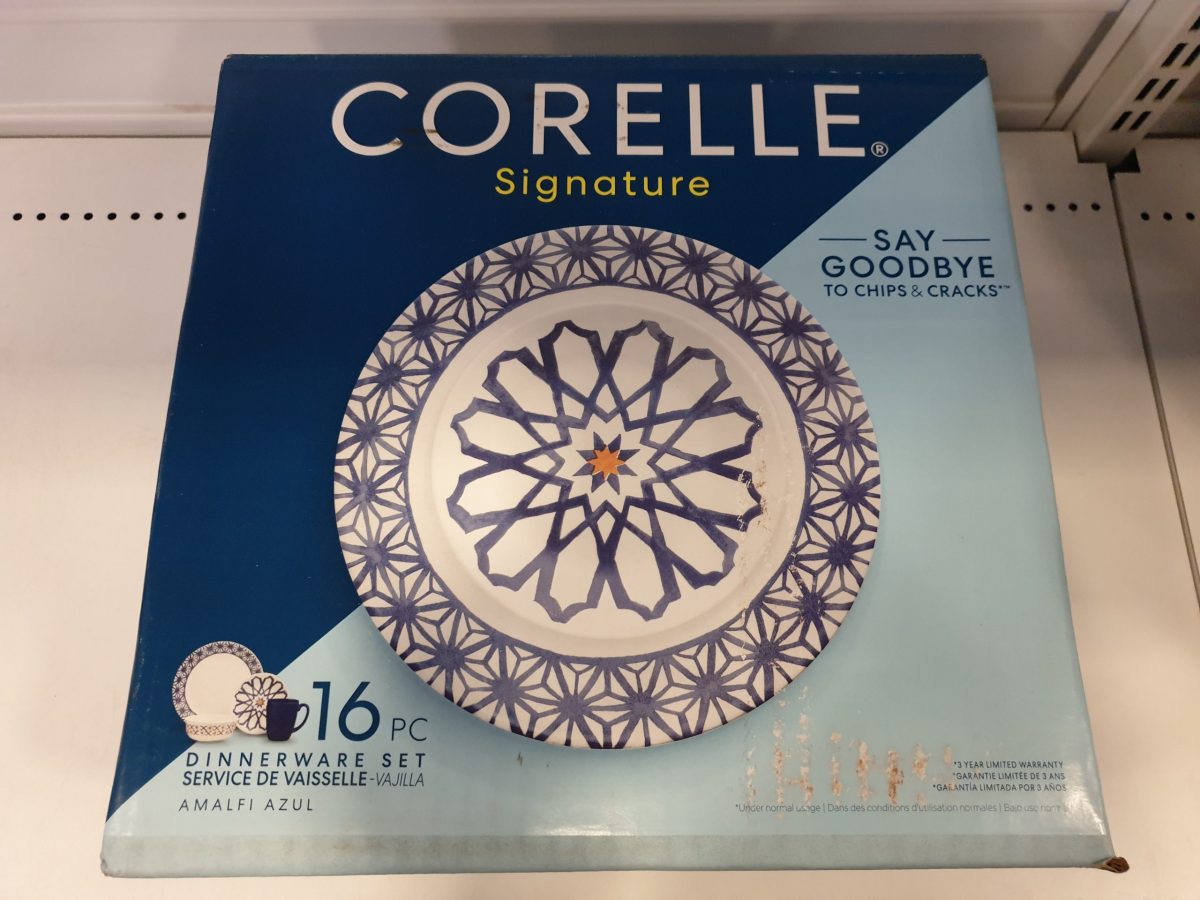 CORELLE®
Signature
SAY
GOODBYE
TO CHIPS & CRACKS*™
16 PC
DINNERWARE SET
SERVICE DE VAISSELLE-VAJILLA
AMALFI AZUL
*3 YEAR LIMITED WARRANTY
*GARANTIE LIMITÉE DE 3 ANS
*GARANTÍA LIMITADA POR 3 AÑOS
*Under normal usage | Dans des conditions d'utilisation normales | Bajo uso